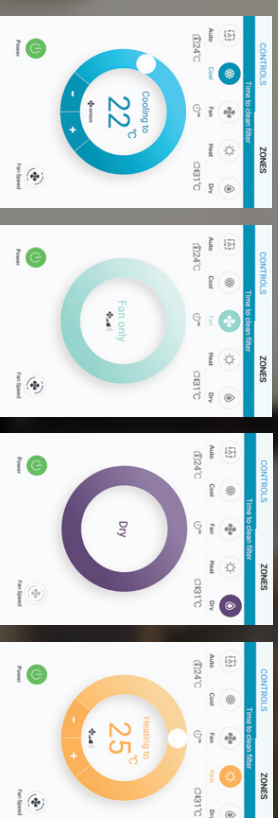 CONTROLS ZONES
Time to clean filter
Auto Cool Fan Heat Dry
24°C 31°C
Cooling to
22°C
- +
Power Fan Speed
CONTROLS ZONES
Time to clean filter
Auto Cool Fan Heat Dry
24°C 31°C
Fan only
Power Fan Speed
CONTROLS ZONES
Time to clean filter
Auto Cool Fan Heat Dry
24°C 31°C
Dry
Power Fan Speed
CONTROLS ZONES
Time to clean filter
Auto Cool Fan Heat Dry
24°C 31°C
Heating to
25°C
- +
Power Fan Speed